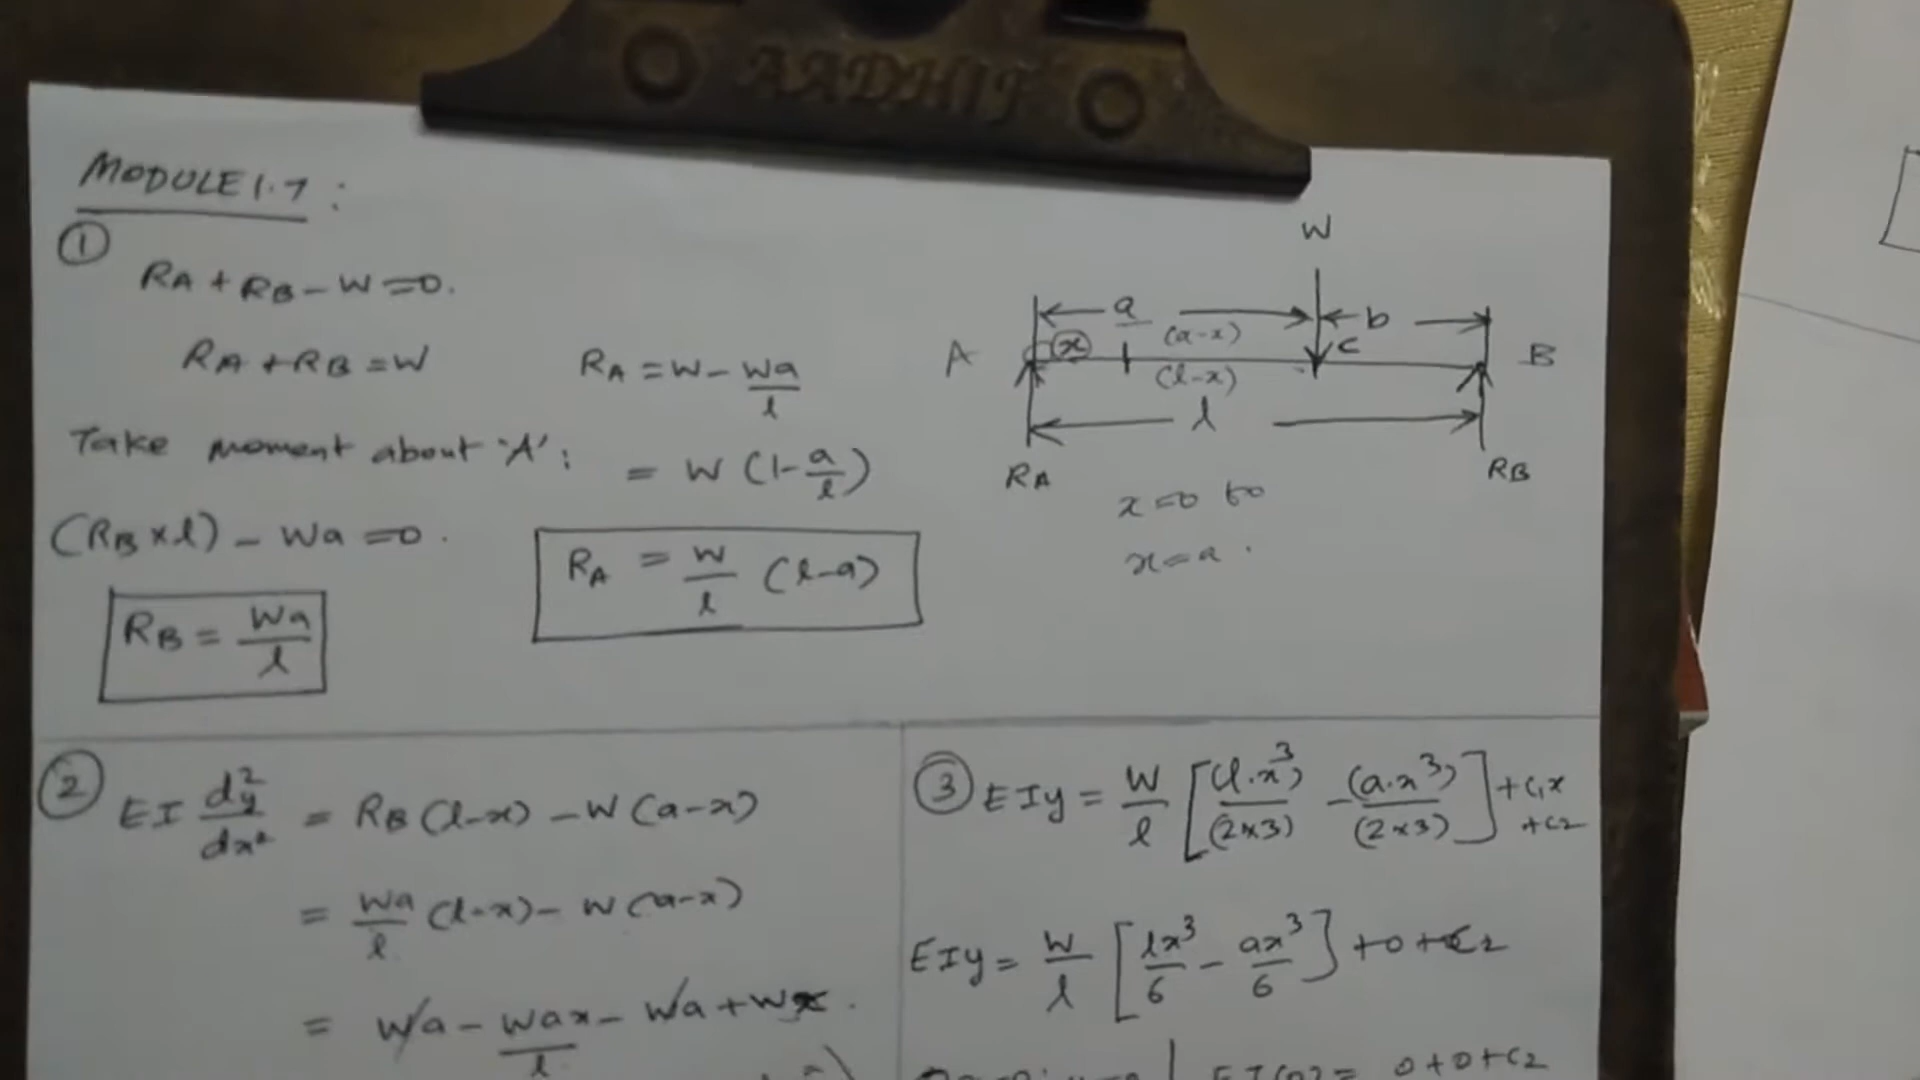 AADHIT
MODULE 1.7 :
①
RA + RB - W = 0.
RA + RB = W
Take moment about 'A' :
(RB × l) - Wa = 0 .
RB = Wa/l
RA = W - Wa/l
= W (1 - a/l)
RA = W/l (l-a)
W
a
b
(a-x)
A
x
C
B
(l-x)
l
RA
RB
x = 0 to
x = a .
② EI d²y/dx² = RB (l-x) - W (a-x)
= Wa/l (l-x) - W (a-x)
= Wa - Wax/l - Wa + Wx .
③ EIy = W/l [(l.x³)/(2×3) - (a.x³)/(2×3)] + C1x + C2
EIy = W/l [lx³/6 - ax³/6] + 0 + C2
0 + 0 + C2